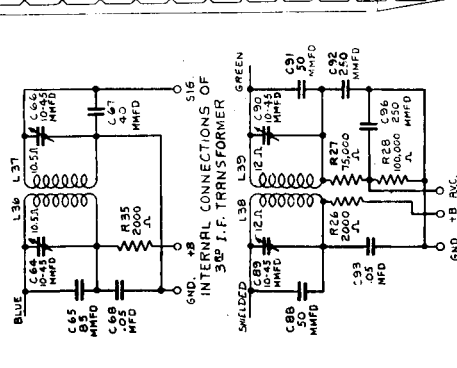 BLUE
C64
10-45
MMFD
10.5Ω
L36
L37
10.5Ω
C66
10-45
MMFD
C65
85
MMFD
C68
.05
MFD
R35
2000
Ω
C67
40
MMFD
GND.
+B
SIG.
INTERNAL CONNECTIONS OF
3RD I.F. TRANSFORMER
SHIELDED
GREEN
C89
10-45
MMFD
12Ω
L38
L39
12Ω
C90
10-45
MMFD
C91
50
MMFD
C88
50
MMFD
C92
250
MMFD
R27
75,000
Ω
C96
250
MMFD
R26
2000
Ω
R28
100,000
Ω
C93
.05
MFD
GND
+B
A.V.C.